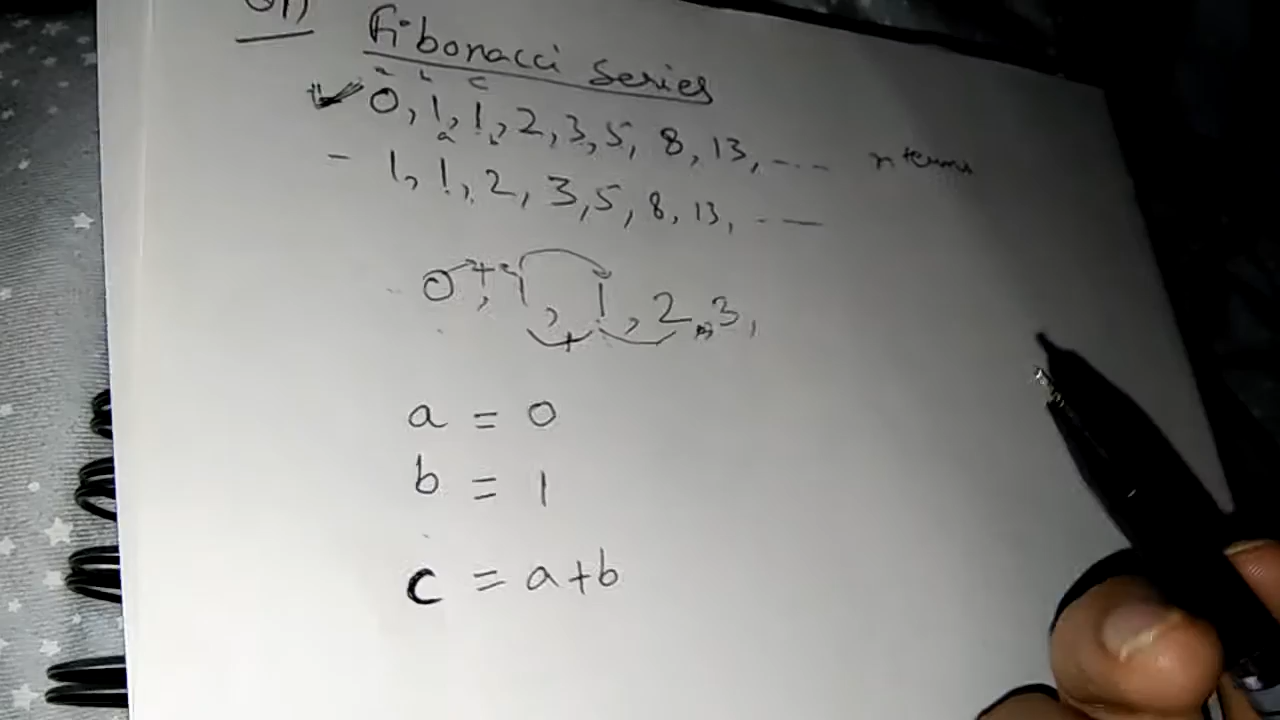 Q1)
Fibonacci Series
a b c
0, 1, 1, 2, 3, 5, 8, 13, ---- n terms
a b
- 1, 1, 2, 3, 5, 8, 13, - —
0 + 1, 1, 2, 3,
+
a = 0
b = 1
c = a+b